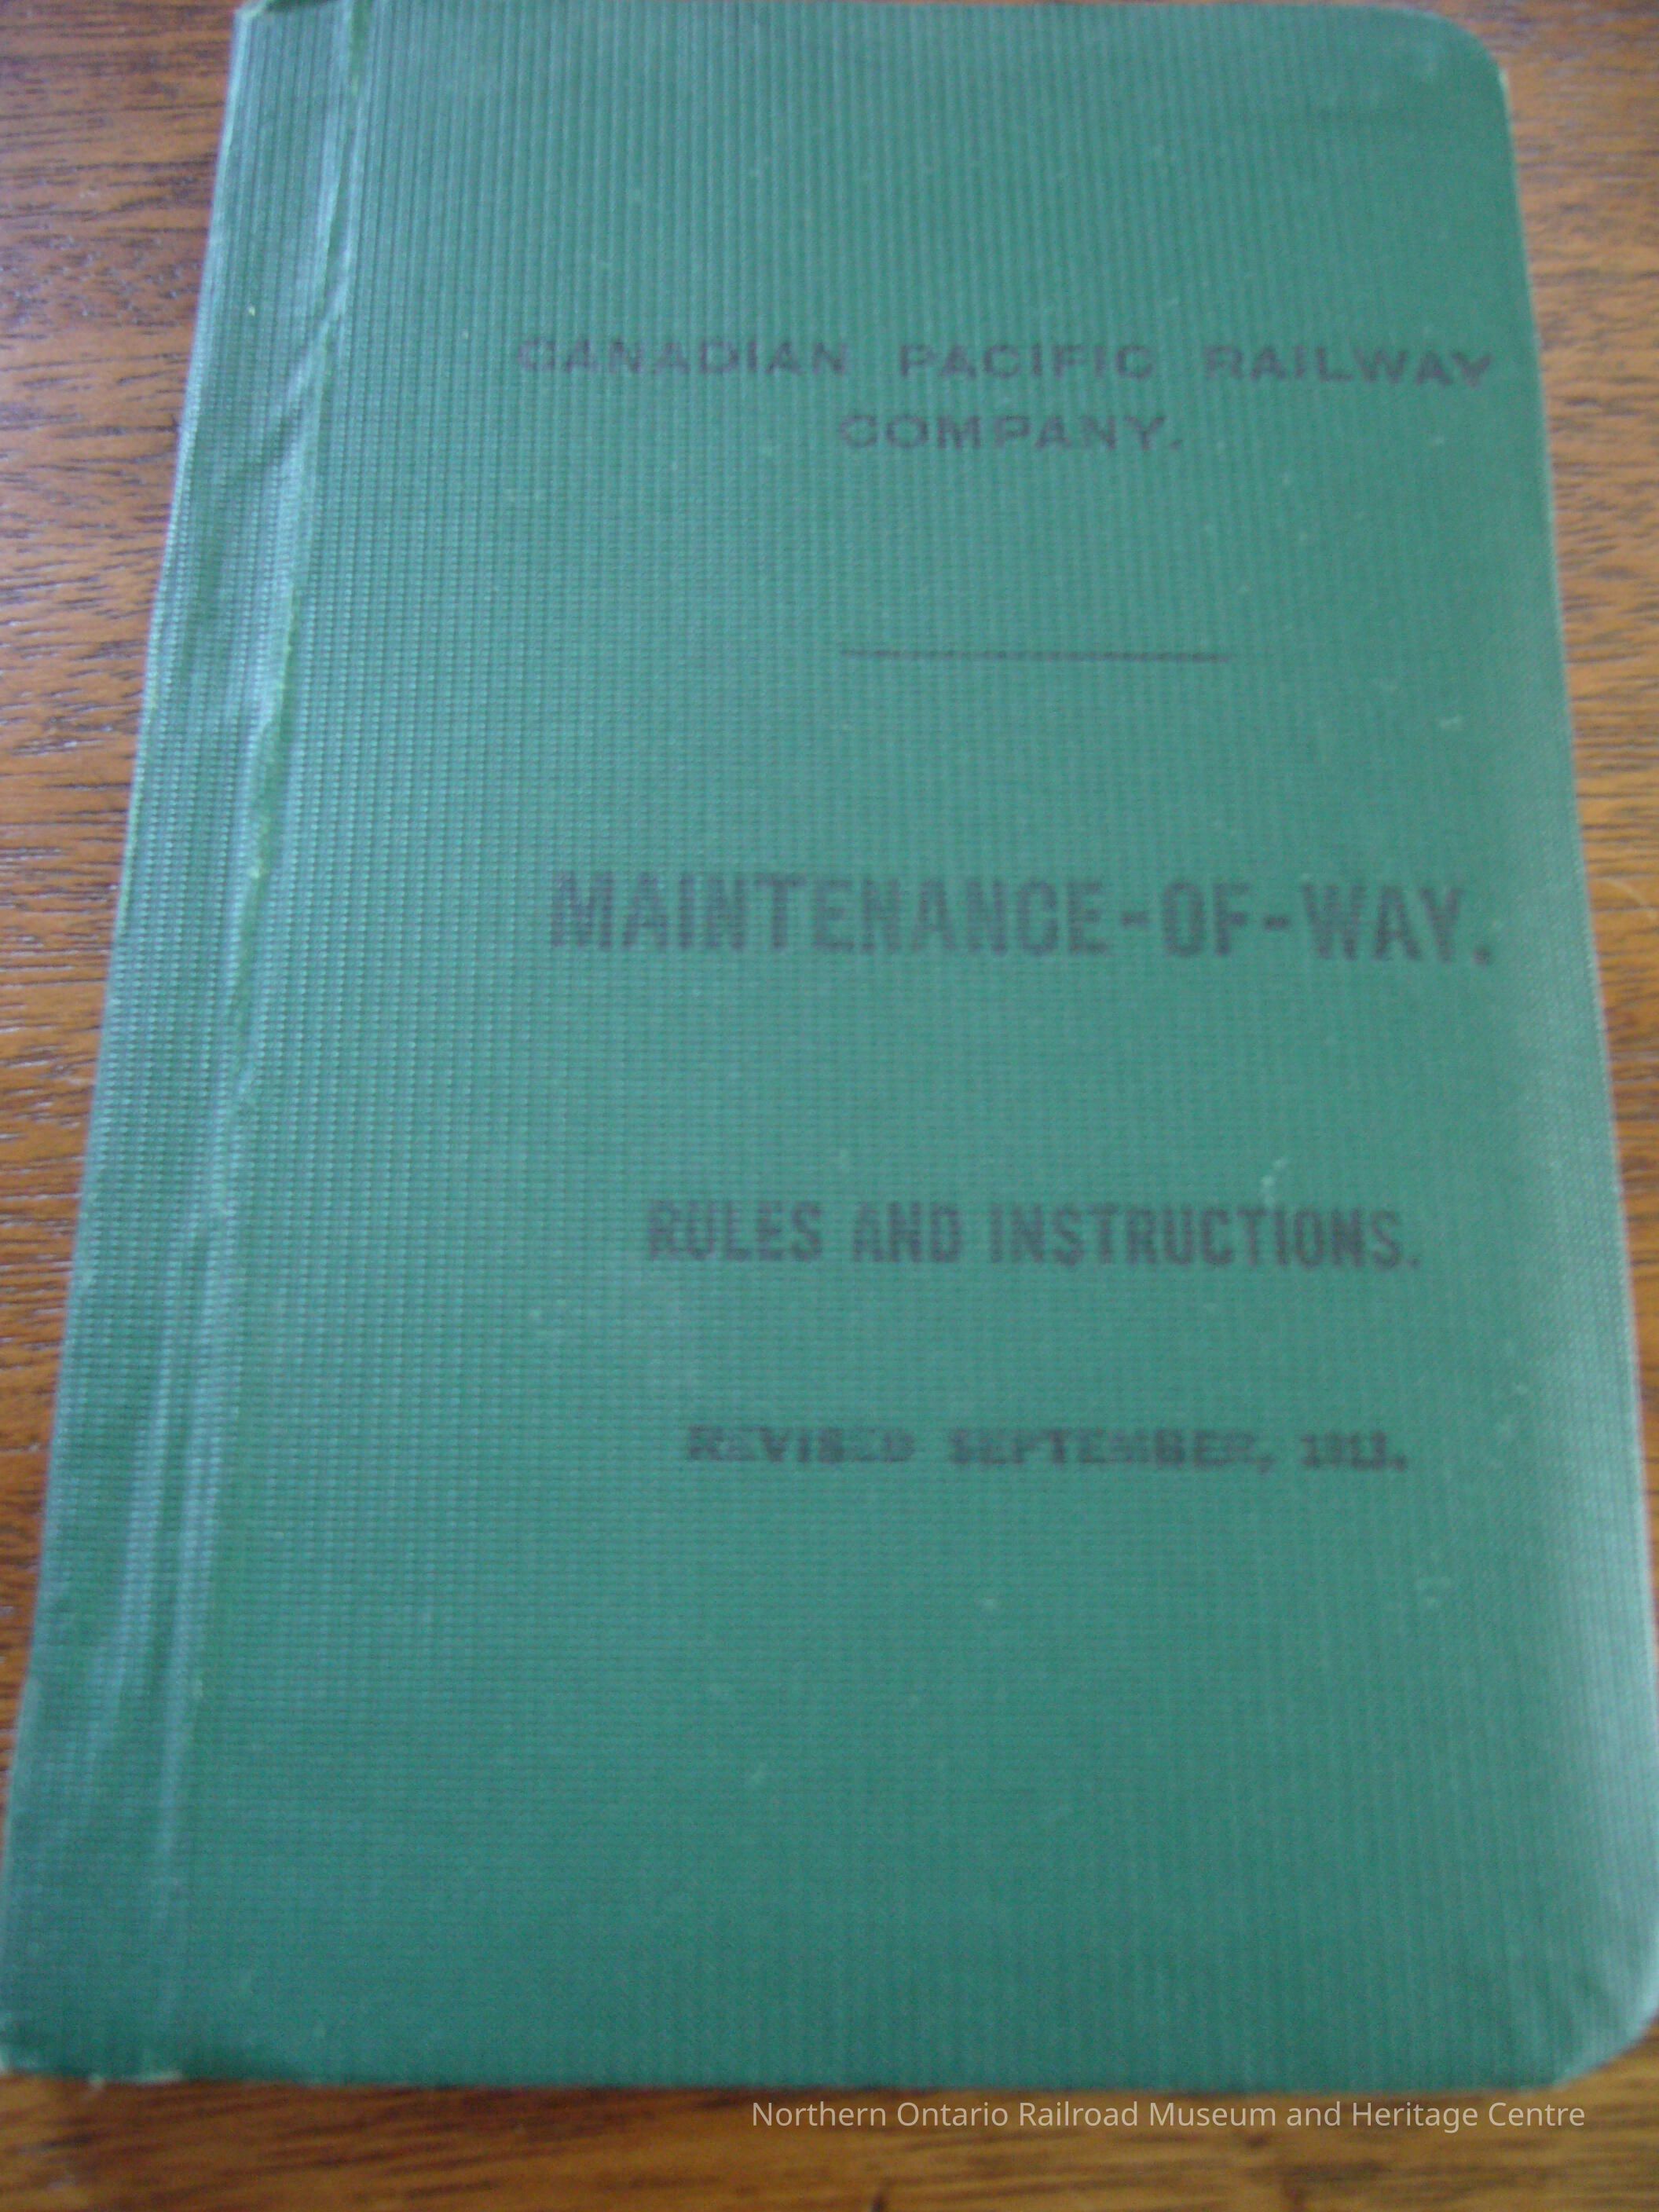 CANADIAN PACIFIC RAILWAY
COMPANY.
MAINTENANCE-OF-WAY.
RULES AND INSTRUCTIONS.
REVISED SEPTEMBER, 1913.
Northern Ontario Railroad Museum and Heritage Centre